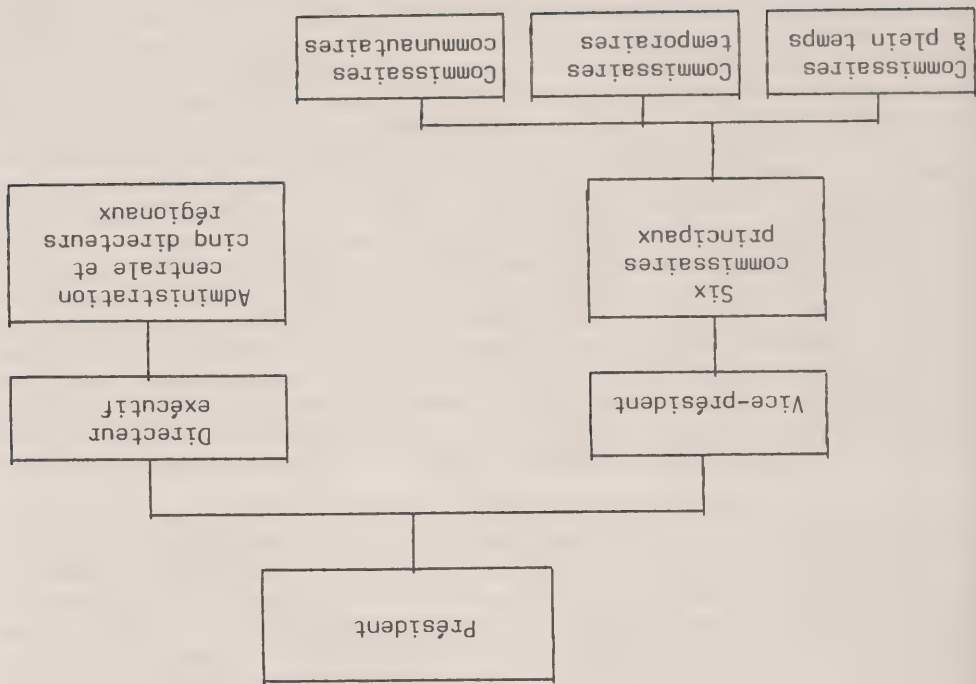 Président
Vice-président
Directeur
exécutif
Six
commissaires
principaux
Administration
centrale et
cinq directeurs
régionaux
Commissaires
à plein temps
Commissaires
temporaires
Commissaires
communautaires